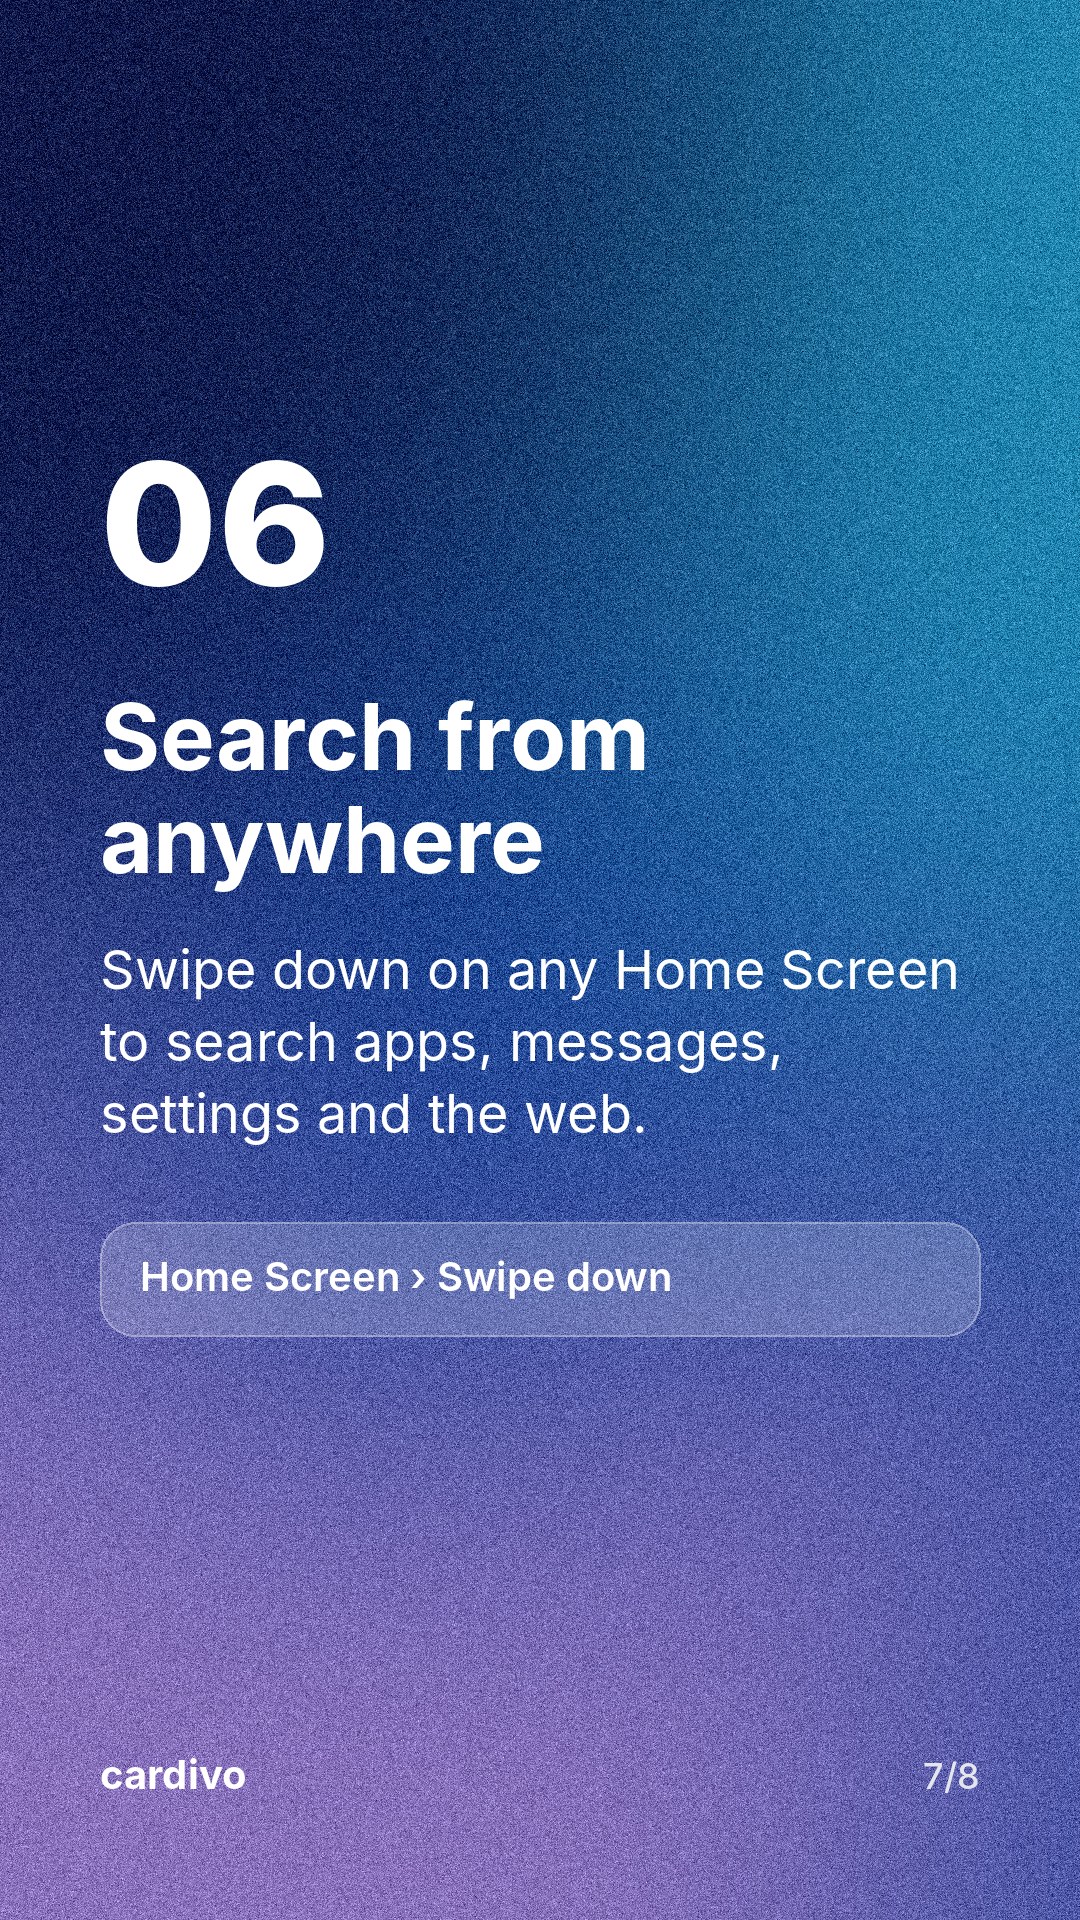 06
Search from
anywhere
Swipe down on any Home Screen
to search apps, messages,
settings and the web.
Home Screen › Swipe down
cardivo
7/8